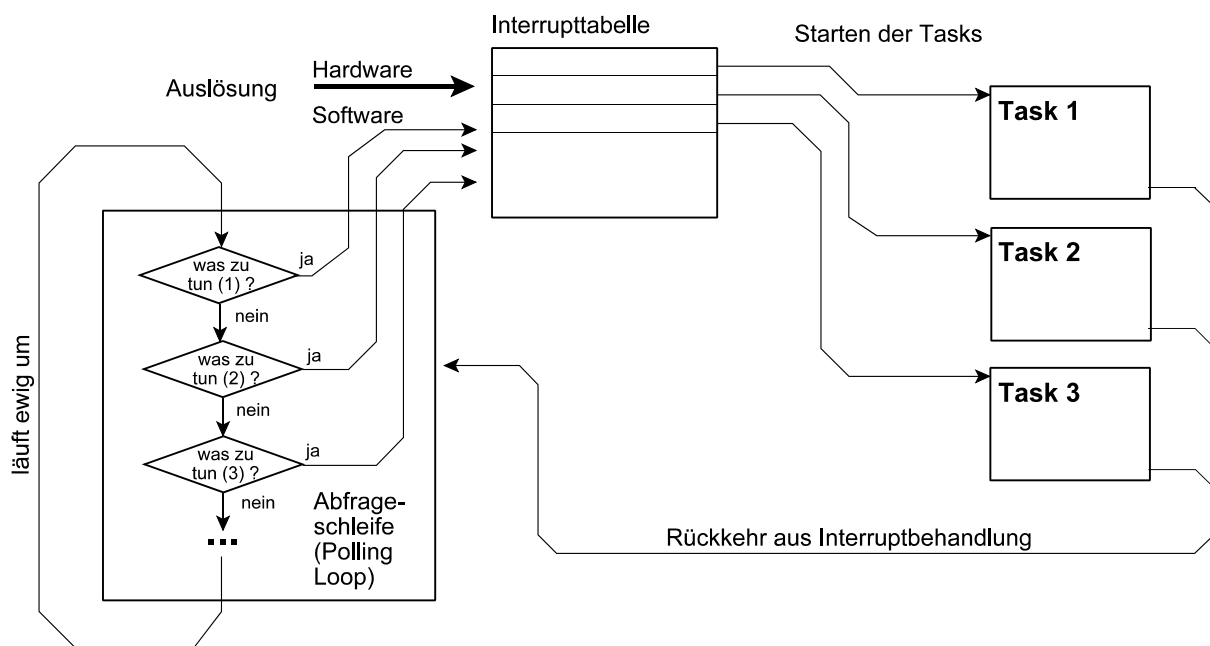 Interrupttabelle
Starten der Tasks
Auslösung
Hardware
Software
Task 1
Task 2
Task 3
was zu
tun (1) ?
ja
nein
was zu
tun (2) ?
ja
nein
was zu
tun (3) ?
ja
nein
...
Abfrage-
schleife
(Polling
Loop)
läuft ewig um
Rückkehr aus Interruptbehandlung